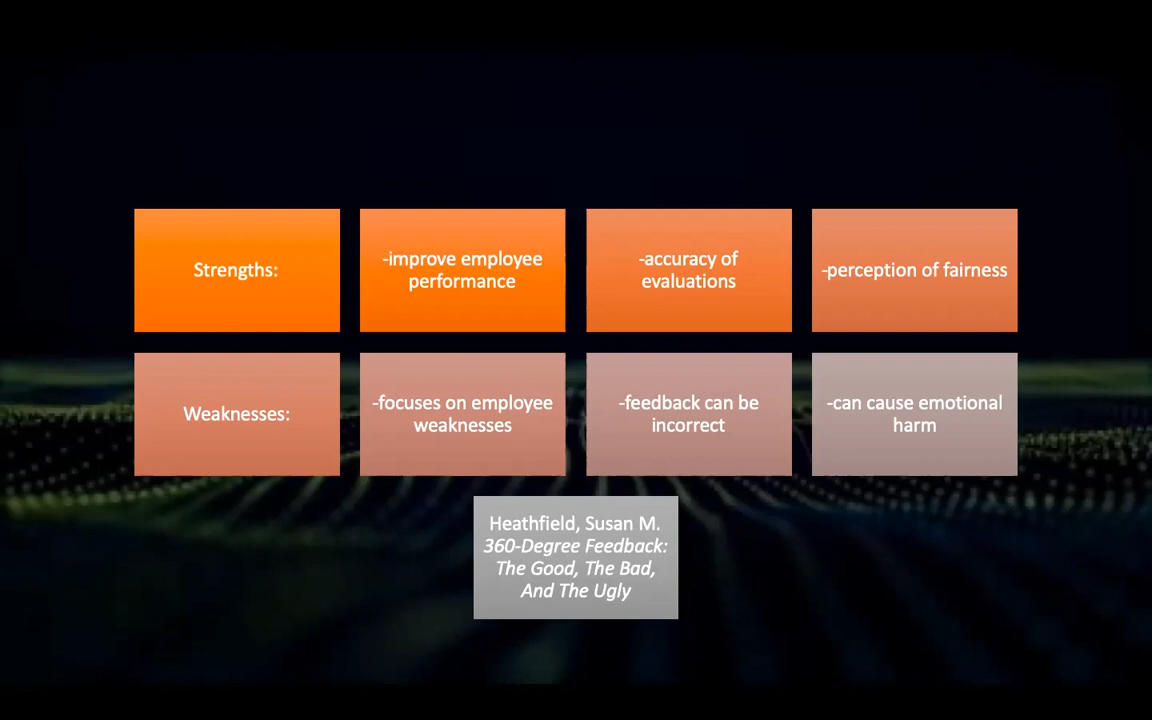 Strengths:
-improve employee
performance
-accuracy of
evaluations
-perception of fairness
Weaknesses:
-focuses on employee
weaknesses
-feedback can be
incorrect
-can cause emotional
harm
Heathfield, Susan M.
360-Degree Feedback:
The Good, The Bad,
And The Ugly